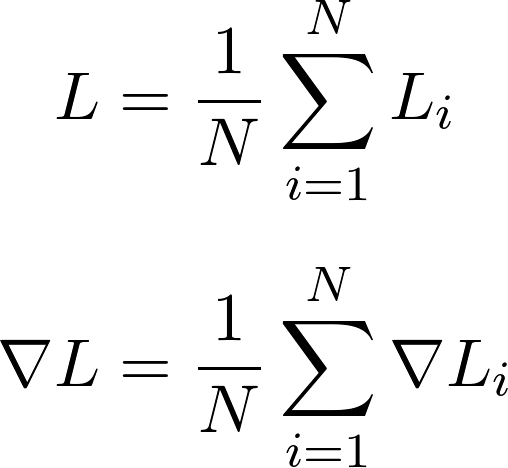 L = \frac{1}{N} \sum_{i=1}^{N} L_i
\nabla L = \frac{1}{N} \sum_{i=1}^{N} \nabla L_i